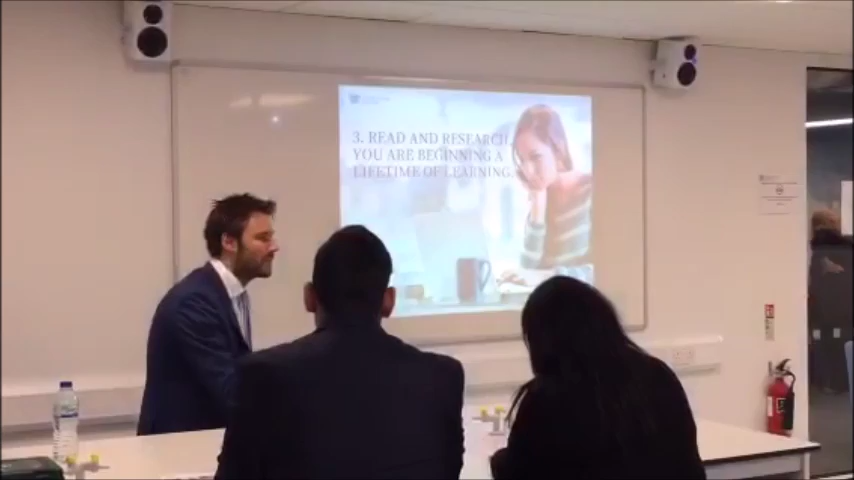 3. READ AND RESEARCH,
YOU ARE BEGINNING A
LIFETIME OF LEARNING.